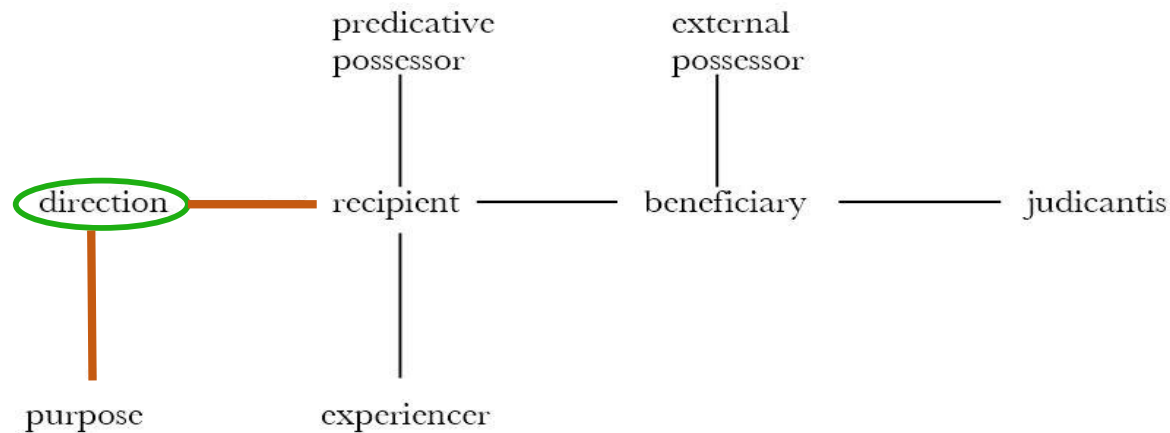 predicative
possessor
external
possessor
direction
recipient
beneficiary
judicantis
purpose
experiencer